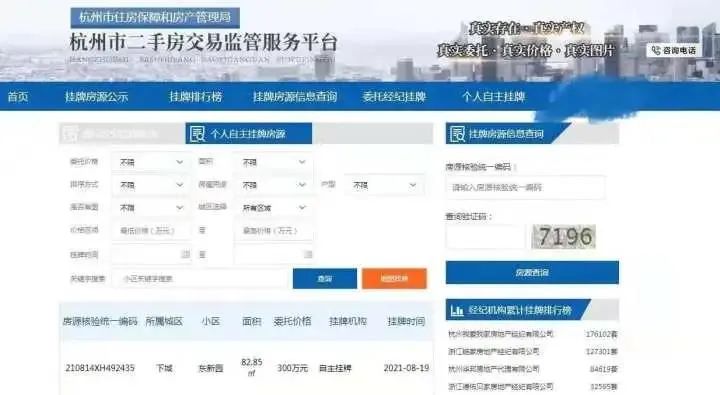 杭州市住房保障和房产管理局
杭州市二手房交易监管服务平台
真实存在·真实产权
真实委托·真实价格·真实图片
咨询电话
首页 挂牌房源公示 挂牌排行榜 挂牌房源信息查询 委托经纪挂牌 个人自主挂牌
个人自主挂牌房源
委托价格 不限 面积 不限
排序方式 不限 房屋用途 不限 户型 不限
是否有图 不限 城区选择 所有区域
价格区间 最低价格（万元） 至 最高价格（万元）
挂牌时间 至
关键字搜索 小区关键字搜索 查询
房源核验统一编码 所属城区 小区 面积 委托价格 挂牌机构 挂牌时间
210814XH492435 下城 东新园 82.85㎡ 300万元 自主挂牌 2021-08-19
挂牌房源信息查询
房源核验统一编码：
请输入房源核验统一编码
查询验证码：
7196
房源查询
经纪机构累计挂牌排行榜
杭州我爱我家房地产经纪有限公司 176102套
浙江链家房地产经纪有限公司 127301套
杭州华邦房地产代理有限公司 84619套
浙江德佑贝家房地产经纪有限公司 32595套